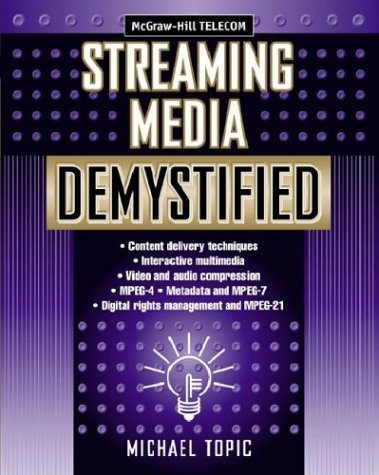 McGraw-Hill TELECOM
STREAMING
MEDIA
DEMYSTIFIED
• Content delivery techniques
• Interactive multimedia
• Video and audio compression
• MPEG-4 • Metadata and MPEG-7
• Digital rights management and MPEG-21
MICHAEL TOPIC